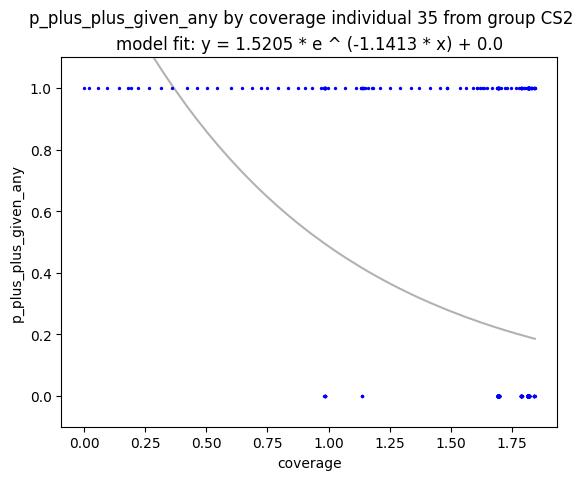 p_plus_plus_given_any by coverage individual 35 from group CS2
model fit: y = 1.5205 * e ^ (-1.1413 * x) + 0.0
1.0
0.8
0.6
0.4
0.2
0.0
p_plus_plus_given_any
0.00 0.25 0.50 0.75 1.00 1.25 1.50 1.75
coverage